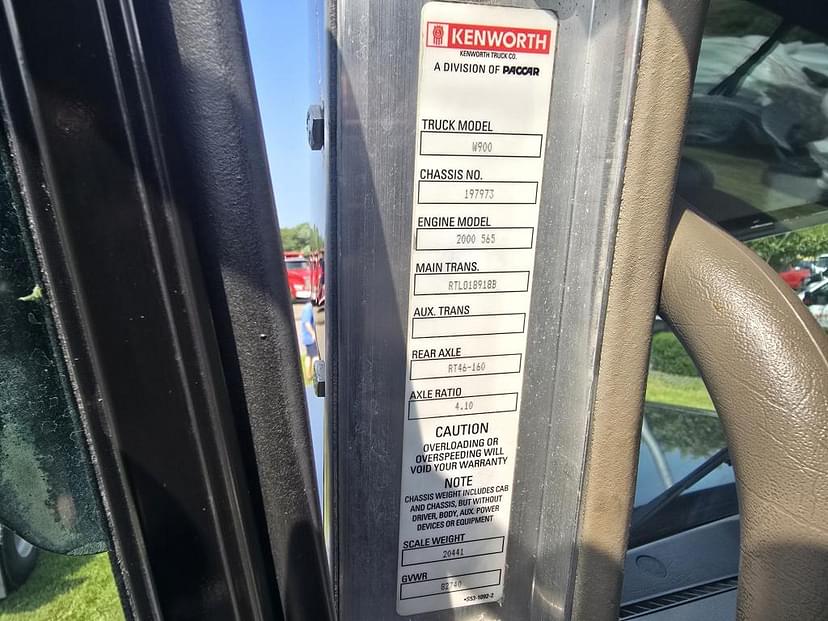 KENWORTH
KENWORTH TRUCK CO.
A DIVISION OF PACCAR
TRUCK MODEL
W900
CHASSIS NO.
197973
ENGINE MODEL
2000 565
MAIN TRANS.
RTLO18918B
AUX. TRANS
REAR AXLE
RT46-160
AXLE RATIO
4.10
CAUTION
OVERLOADING OR
OVERSPEEDING WILL
VOID YOUR WARRANTY
NOTE
CHASSIS WEIGHT INCLUDES CAB
AND CHASSIS, BUT WITHOUT
DRIVER, BODY, AUX. POWER
DEVICES OR EQUIPMENT
SCALE WEIGHT
20441
GVWR
82740
•S53-1092-2